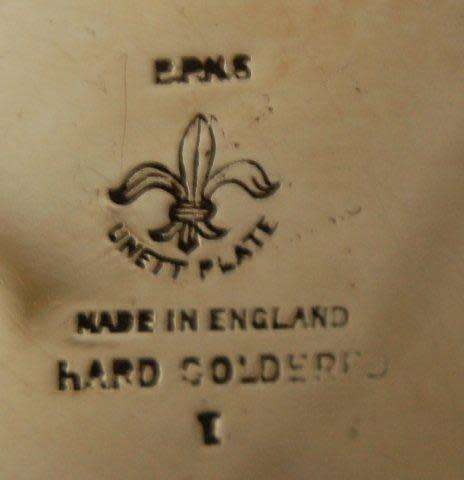 E.P.N.S
UNETT PLATE
MADE IN ENGLAND
hARD SOLDERED
I